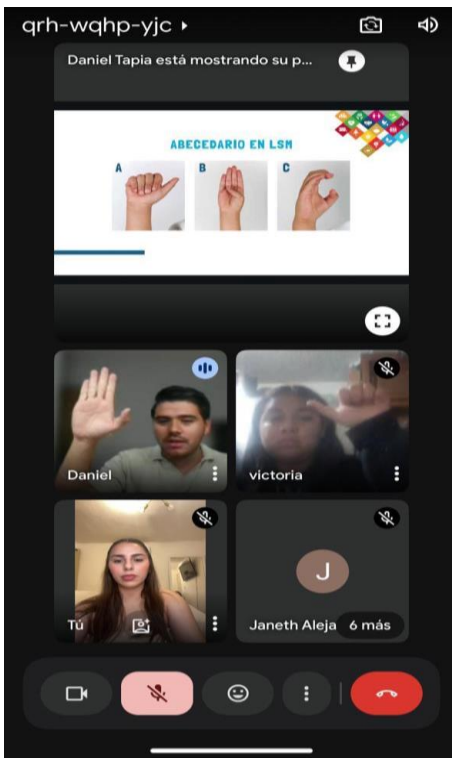 qrh-wqhp-yjc
Daniel Tapia está mostrando su p...
ABECEDARIO EN LSM
A B C
Daniel
victoria
Tú
Janeth Aleja 6 más
J